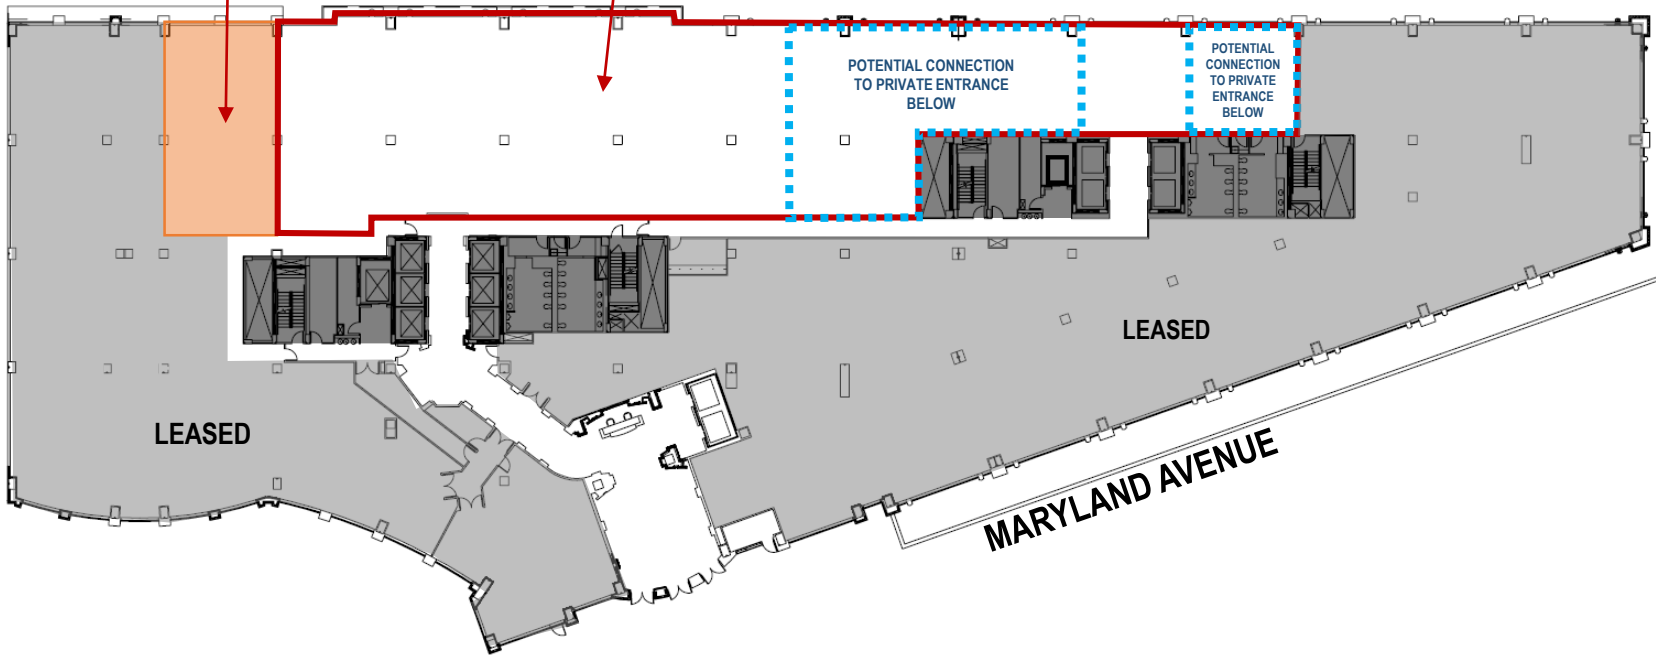 POTENTIAL CONNECTION
TO PRIVATE ENTRANCE
BELOW
POTENTIAL
CONNECTION
TO PRIVATE
ENTRANCE
BELOW
LEASED
LEASED
MARYLAND AVENUE